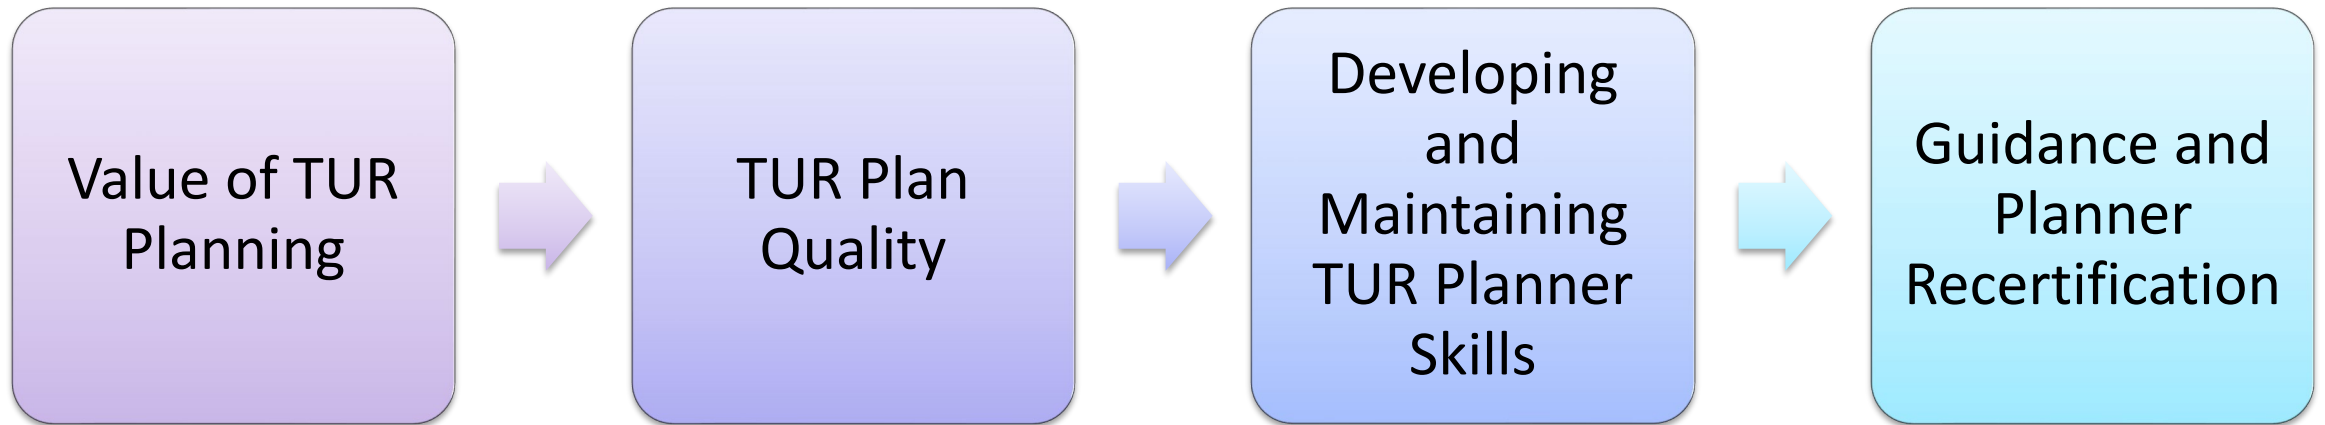 Value of TUR
Planning
TUR Plan
Quality
Developing
and
Maintaining
TUR Planner
Skills
Guidance and
Planner
Recertification